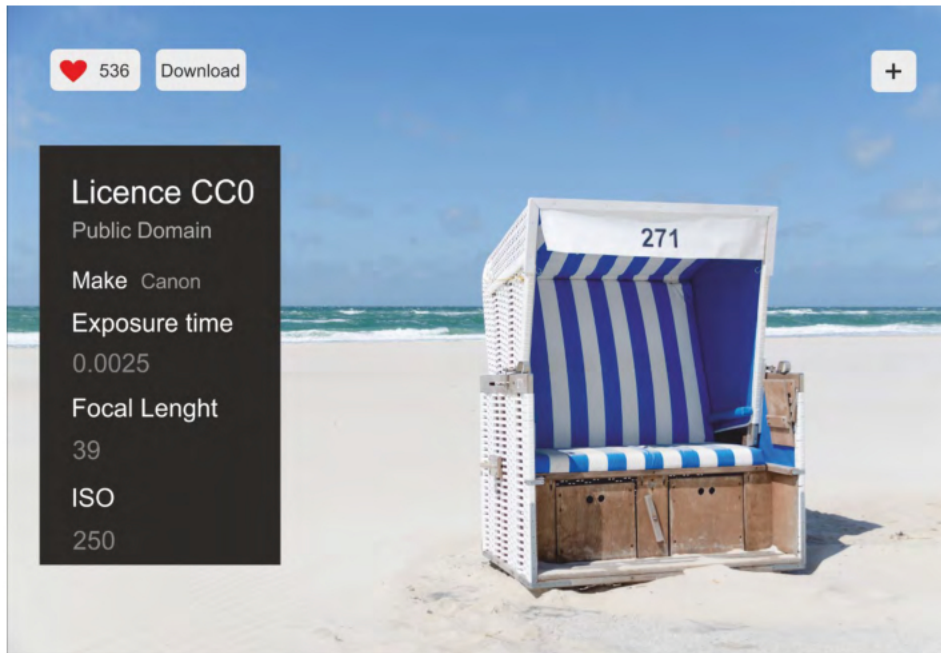 536 Download
+
Licence CC0
Public Domain
Make Canon
Exposure time
0.0025
Focal Lenght
39
ISO
250
271